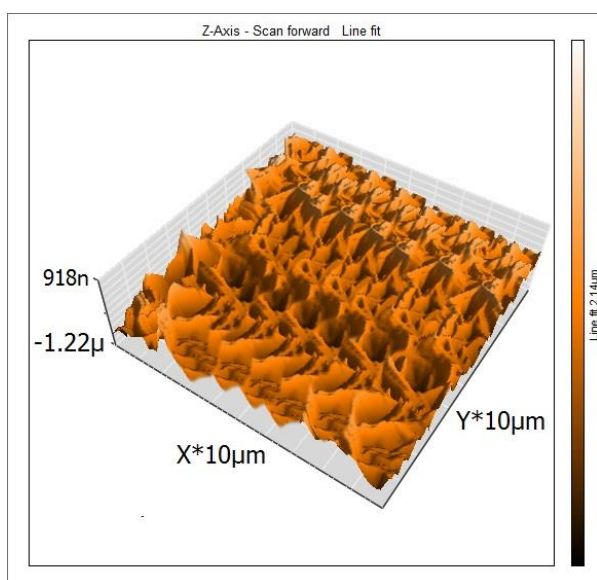 Z-Axis - Scan forward Line fit
918n
-1.22µ
X*10µm
Y*10µm
Line fit 2.14µm